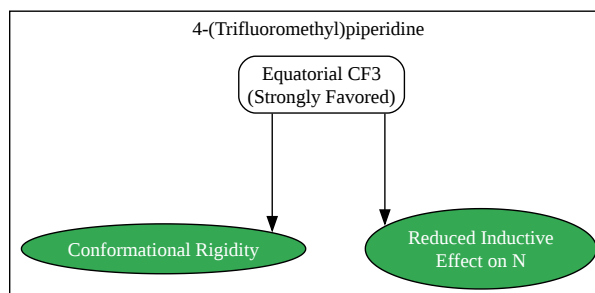 4-(Trifluoromethyl)piperidine
Equatorial CF3
(Strongly Favored)
Conformational Rigidity
Reduced Inductive
Effect on N